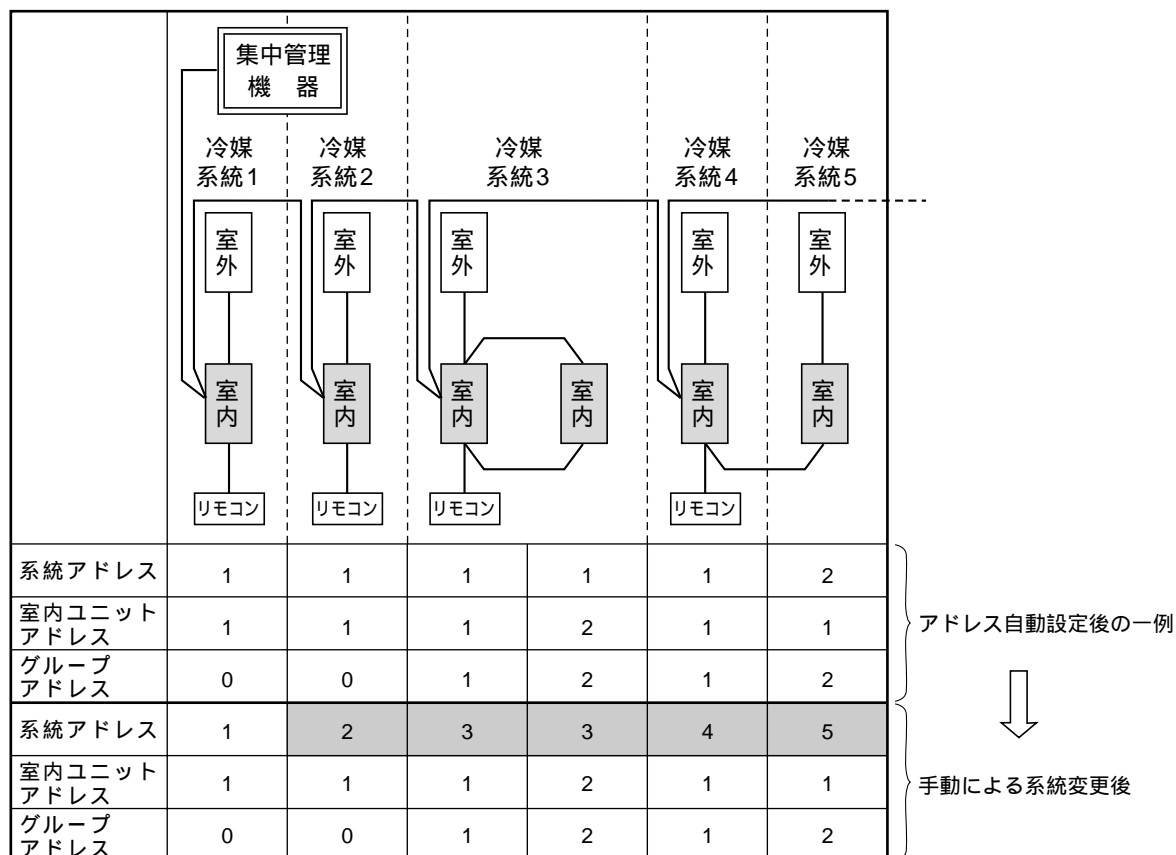 集中管理
機 器
冷媒
系統1
冷媒
系統2
冷媒
系統3
冷媒
系統4
冷媒
系統5
室外
室外
室外
室外
室外
室内
室内
室内
室内
室内
室内
リモコン
リモコン
リモコン
リモコン
系統アドレス 1 1 1 1 1 2
室内ユニット
アドレス 1 1 1 2 1 1
グループ
アドレス 0 0 1 2 1 2
アドレス自動設定後の一例
系統アドレス 1 2 3 3 4 5
室内ユニット
アドレス 1 1 1 2 1 1
グループ
アドレス 0 0 1 2 1 2
手動による系統変更後